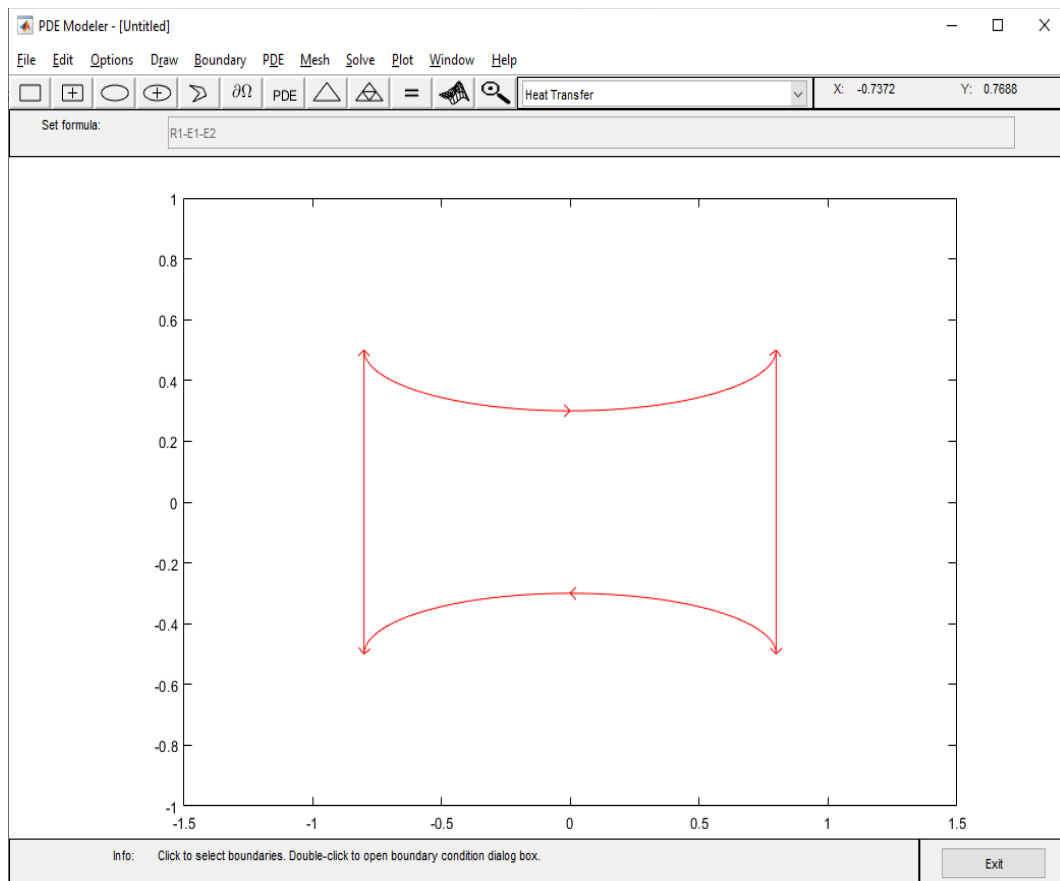 PDE Modeler - [Untitled]
File Edit Options Draw Boundary PDE Mesh Solve Plot Window Help
∂Ω PDE = Heat Transfer X: -0.7372 Y: 0.7688
Set formula: R1-E1-E2
1
0.8
0.6
0.4
0.2
0
-0.2
-0.4
-0.6
-0.8
-1
-1.5 -1 -0.5 0 0.5 1 1.5
Info: Click to select boundaries. Double-click to open boundary condition dialog box.
Exit